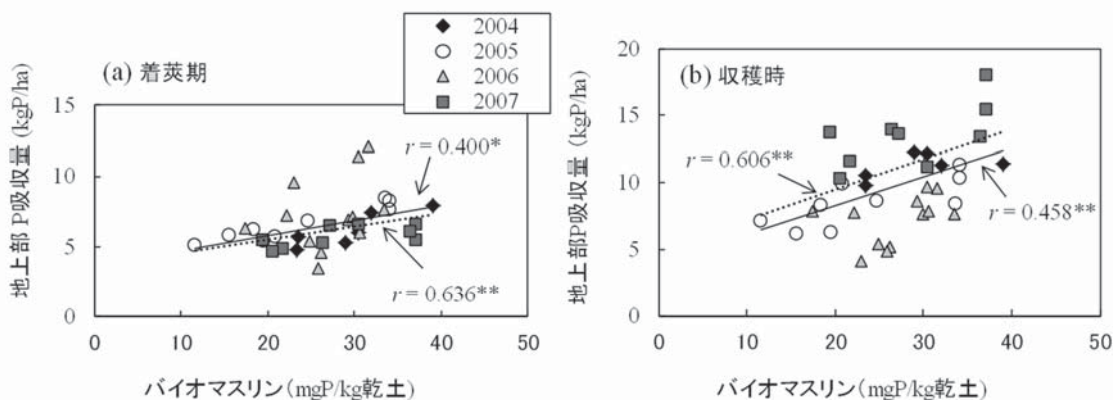 2004
2005
2006
2007
(a) 着莢期
地上部 P吸収量 (kgP/ha)
15
10
5
0
r = 0.400*
r = 0.636**
0 10 20 30 40 50
バイオマスリン(mgP/kg乾土)
(b) 収穫時
地上部P吸収量 (kgP/ha)
20
15
10
5
0
r = 0.606**
r = 0.458**
0 10 20 30 40 50
バイオマスリン(mgP/kg乾土)